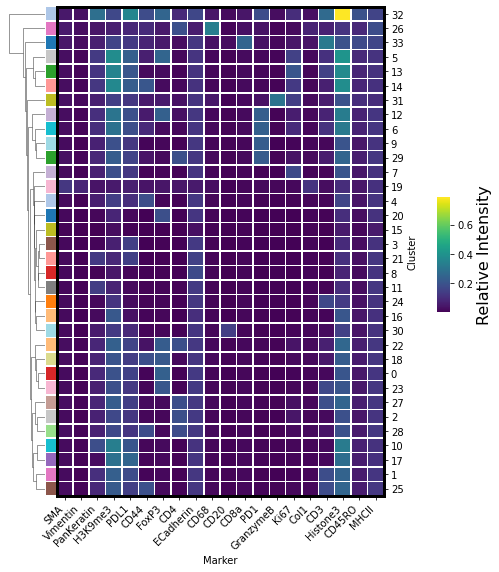 32
26
33
5
13
14
31
12
6
9
29
7
19
4
20
15
3
21
8
11
24
16
30
22
18
0
23
27
2
28
10
17
1
25
Cluster
SMA
Vimentin
PanKeratin
H3K9me3
PDL1
CD44
FoxP3
CD4
ECadherin
CD68
CD20
CD8a
PD1
GranzymeB
Ki67
Col1
CD3
Histone3
CD45RO
MHCII
Marker
0.6
0.4
0.2
Relative Intensity